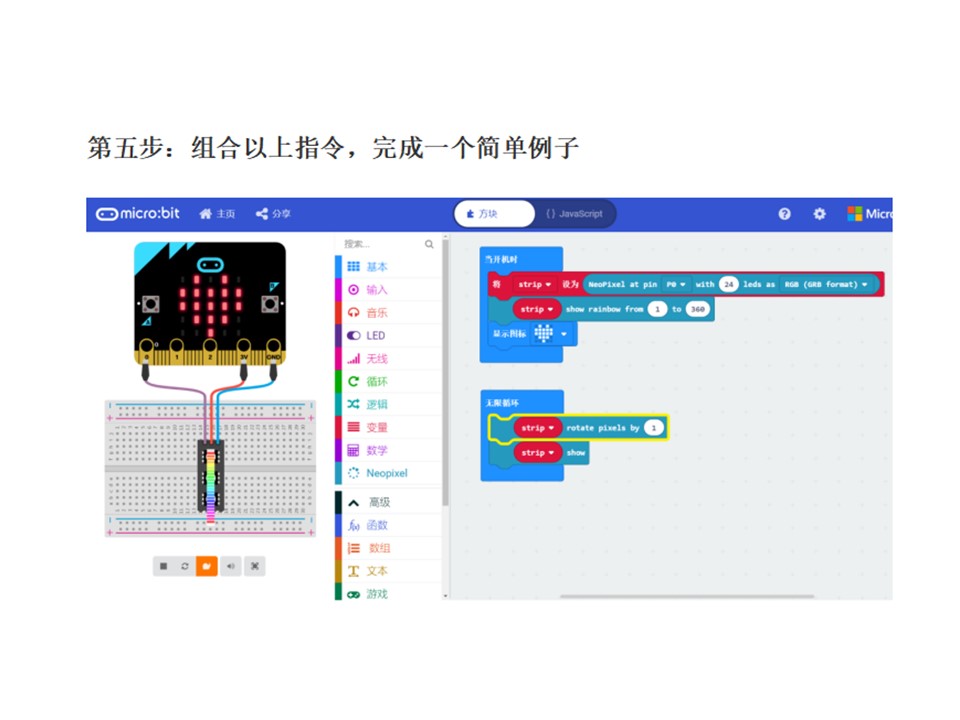 第五步：组合以上指令，完成一个简单例子
micro:bit 主页 分享 方块 {} JavaScript Micro
搜索...
基本
输入
音乐
LED
无线
循环
逻辑
变量
数学
Neopixel
高级
函数
数组
文本
游戏
0 1 2 3V GND
当开机时
将 strip 设为 NeoPixel at pin P0 with 24 leds as RGB (GRB format)
strip show rainbow from 1 to 360
显示图标
无限循环
strip rotate pixels by 1
strip show